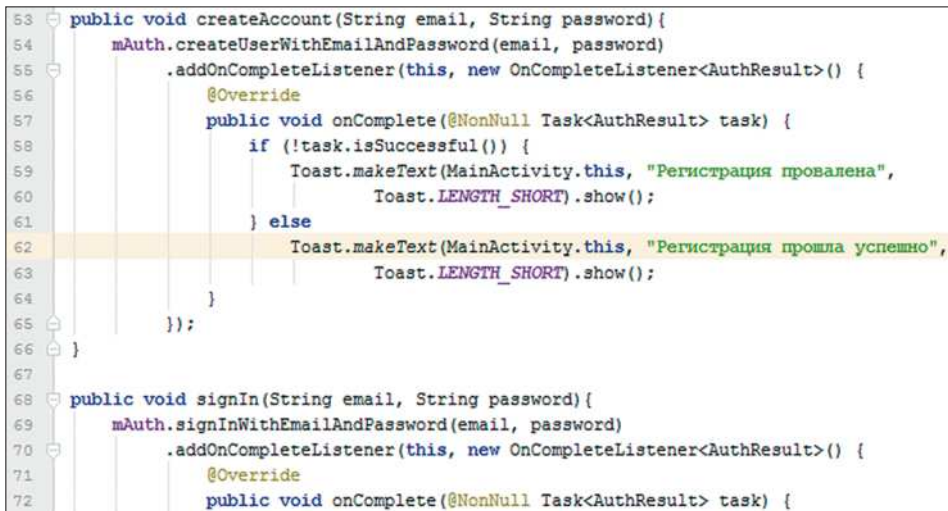 53 public void createAccount(String email, String password){
54 mAuth.createUserWithEmailAndPassword(email, password)
55 .addOnCompleteListener(this, new OnCompleteListener<AuthResult>() {
56 @Override
57 public void onComplete(@NonNull Task<AuthResult> task) {
58 if (!task.isSuccessful()) {
59 Toast.makeText(MainActivity.this, "Регистрация провалена",
60 Toast.LENGTH_SHORT).show();
61 } else
62 Toast.makeText(MainActivity.this, "Регистрация прошла успешно",
63 Toast.LENGTH_SHORT).show();
64 }
65 });
66 }
67
68 public void signIn(String email, String password){
69 mAuth.signInWithEmailAndPassword(email, password)
70 .addOnCompleteListener(this, new OnCompleteListener<AuthResult>() {
71 @Override
72 public void onComplete(@NonNull Task<AuthResult> task) {